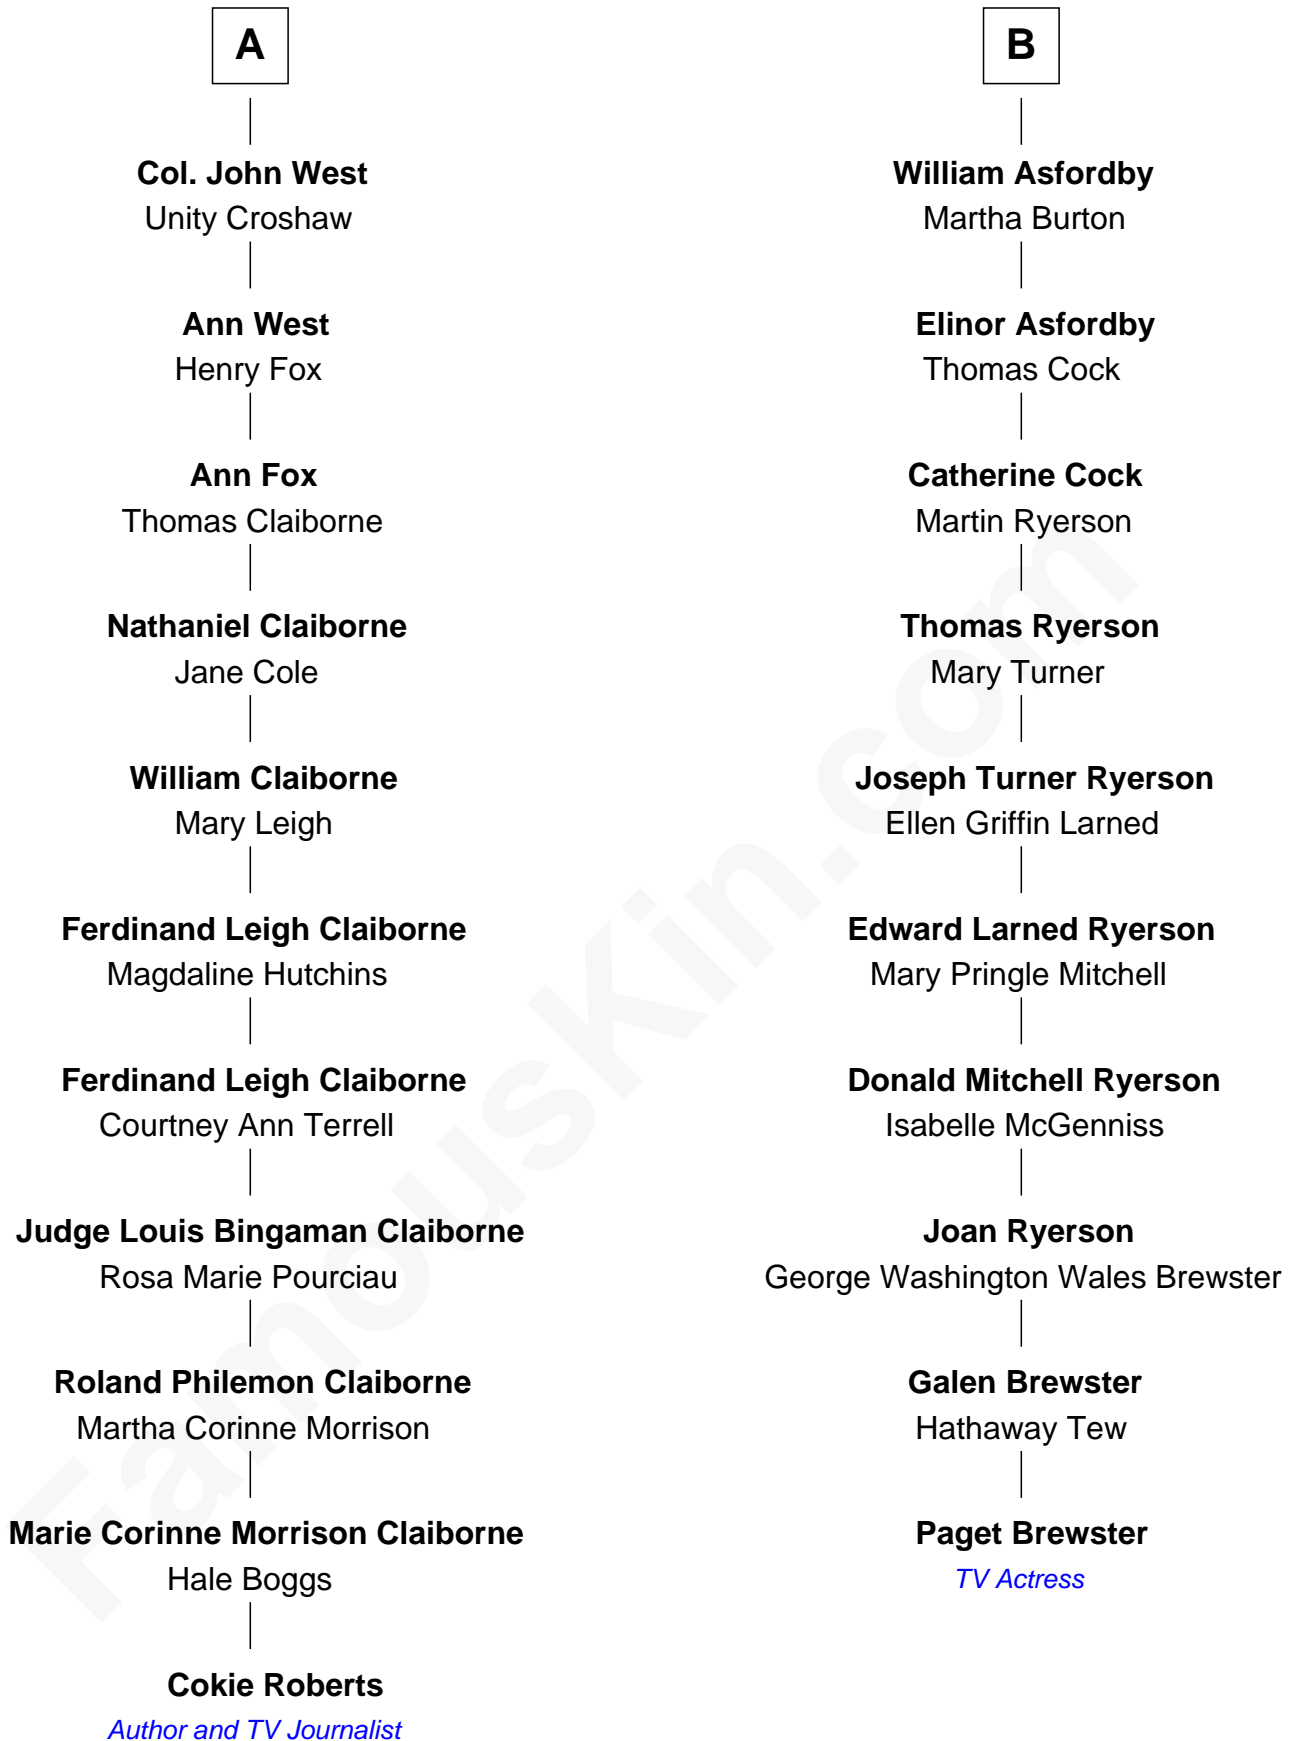 A
Col. John West
Unity Croshaw
Ann West
Henry Fox
Ann Fox
Thomas Claiborne
Nathaniel Claiborne
Jane Cole
William Claiborne
Mary Leigh
Ferdinand Leigh Claiborne
Magdaline Hutchins
Ferdinand Leigh Claiborne
Courtney Ann Terrell
Judge Louis Bingaman Claiborne
Rosa Marie Pourciau
Roland Philemon Claiborne
Martha Corinne Morrison
Marie Corinne Morrison Claiborne
Hale Boggs
Cokie Roberts
Author and TV Journalist
B
William Asfordby
Martha Burton
Elinor Asfordby
Thomas Cock
Catherine Cock
Martin Ryerson
Thomas Ryerson
Mary Turner
Joseph Turner Ryerson
Ellen Griffin Larned
Edward Larned Ryerson
Mary Pringle Mitchell
Donald Mitchell Ryerson
Isabelle McGenniss
Joan Ryerson
George Washington Wales Brewster
Galen Brewster
Hathaway Tew
Paget Brewster
TV Actress
FamousKin.com